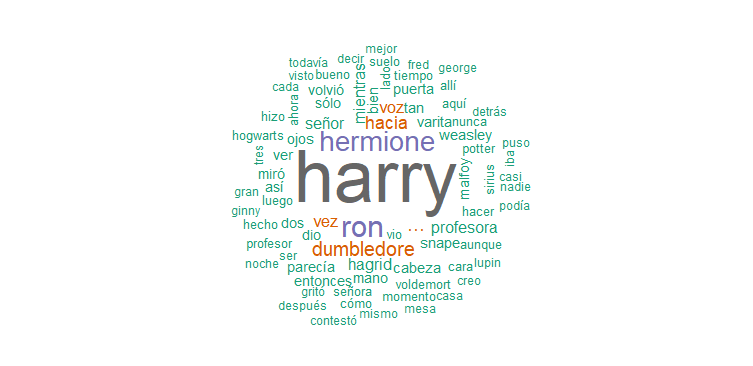 mejor
todavía decir suelo fred george
visto bueno lado tiempo
cada volvió mientras bien puerta allí
ahora sólo voz tan aquí
hizo señor hacia varita nunca detrás
hogwarts ojos hermione weasley puso
tres ver harry potter iba
miró malfoy sirius casi
gran así nadie
luego podía
ginny hacer
hecho dos vez ron ... profesora
dio vio
profesor dumbledore snape aunque
ser
noche parecía hagrid cabeza cara lupin
entonces mano voldemort creo
gritó señora momento casa
después cómo mesa
contestó mismo